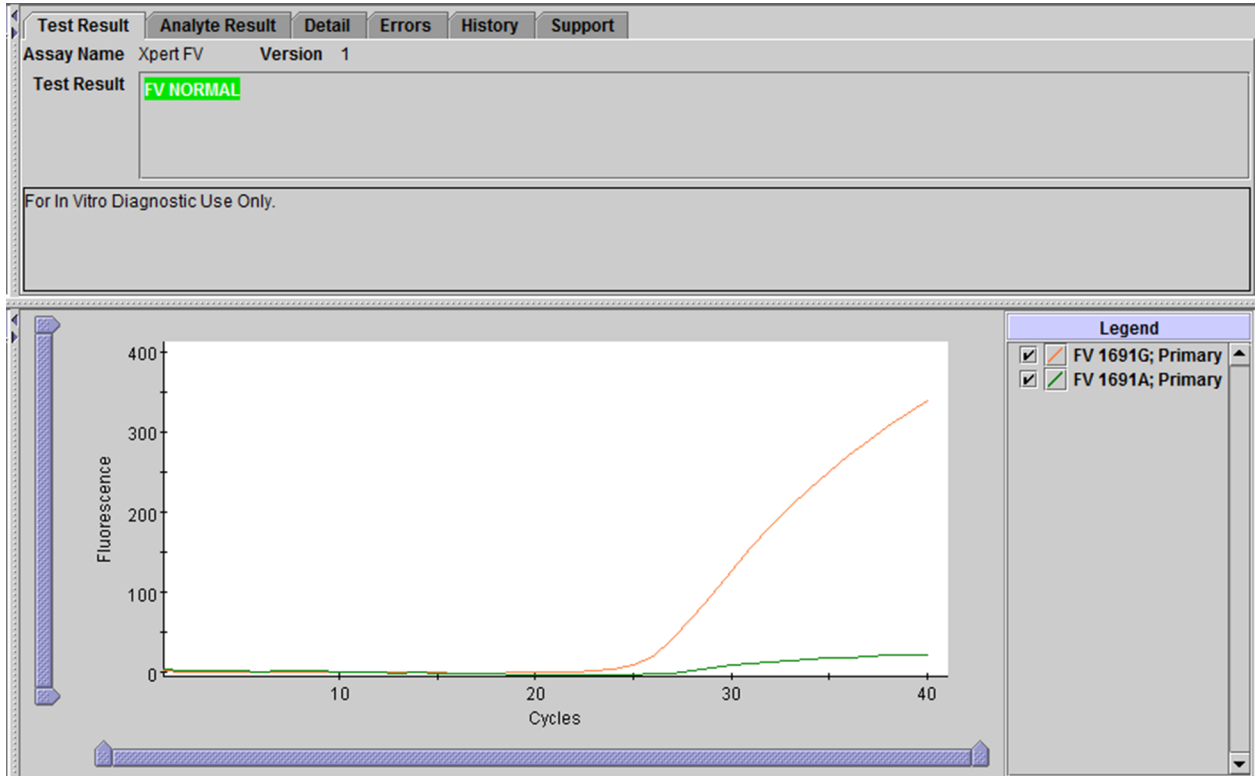 Test Result Analyte Result Detail Errors History Support
Assay Name Xpert FV Version 1
Test Result FV NORMAL
For In Vitro Diagnostic Use Only.
Legend
FV 1691G; Primary
FV 1691A; Primary
400
300
200
100
0
Fluorescence
10 20 30 40
Cycles